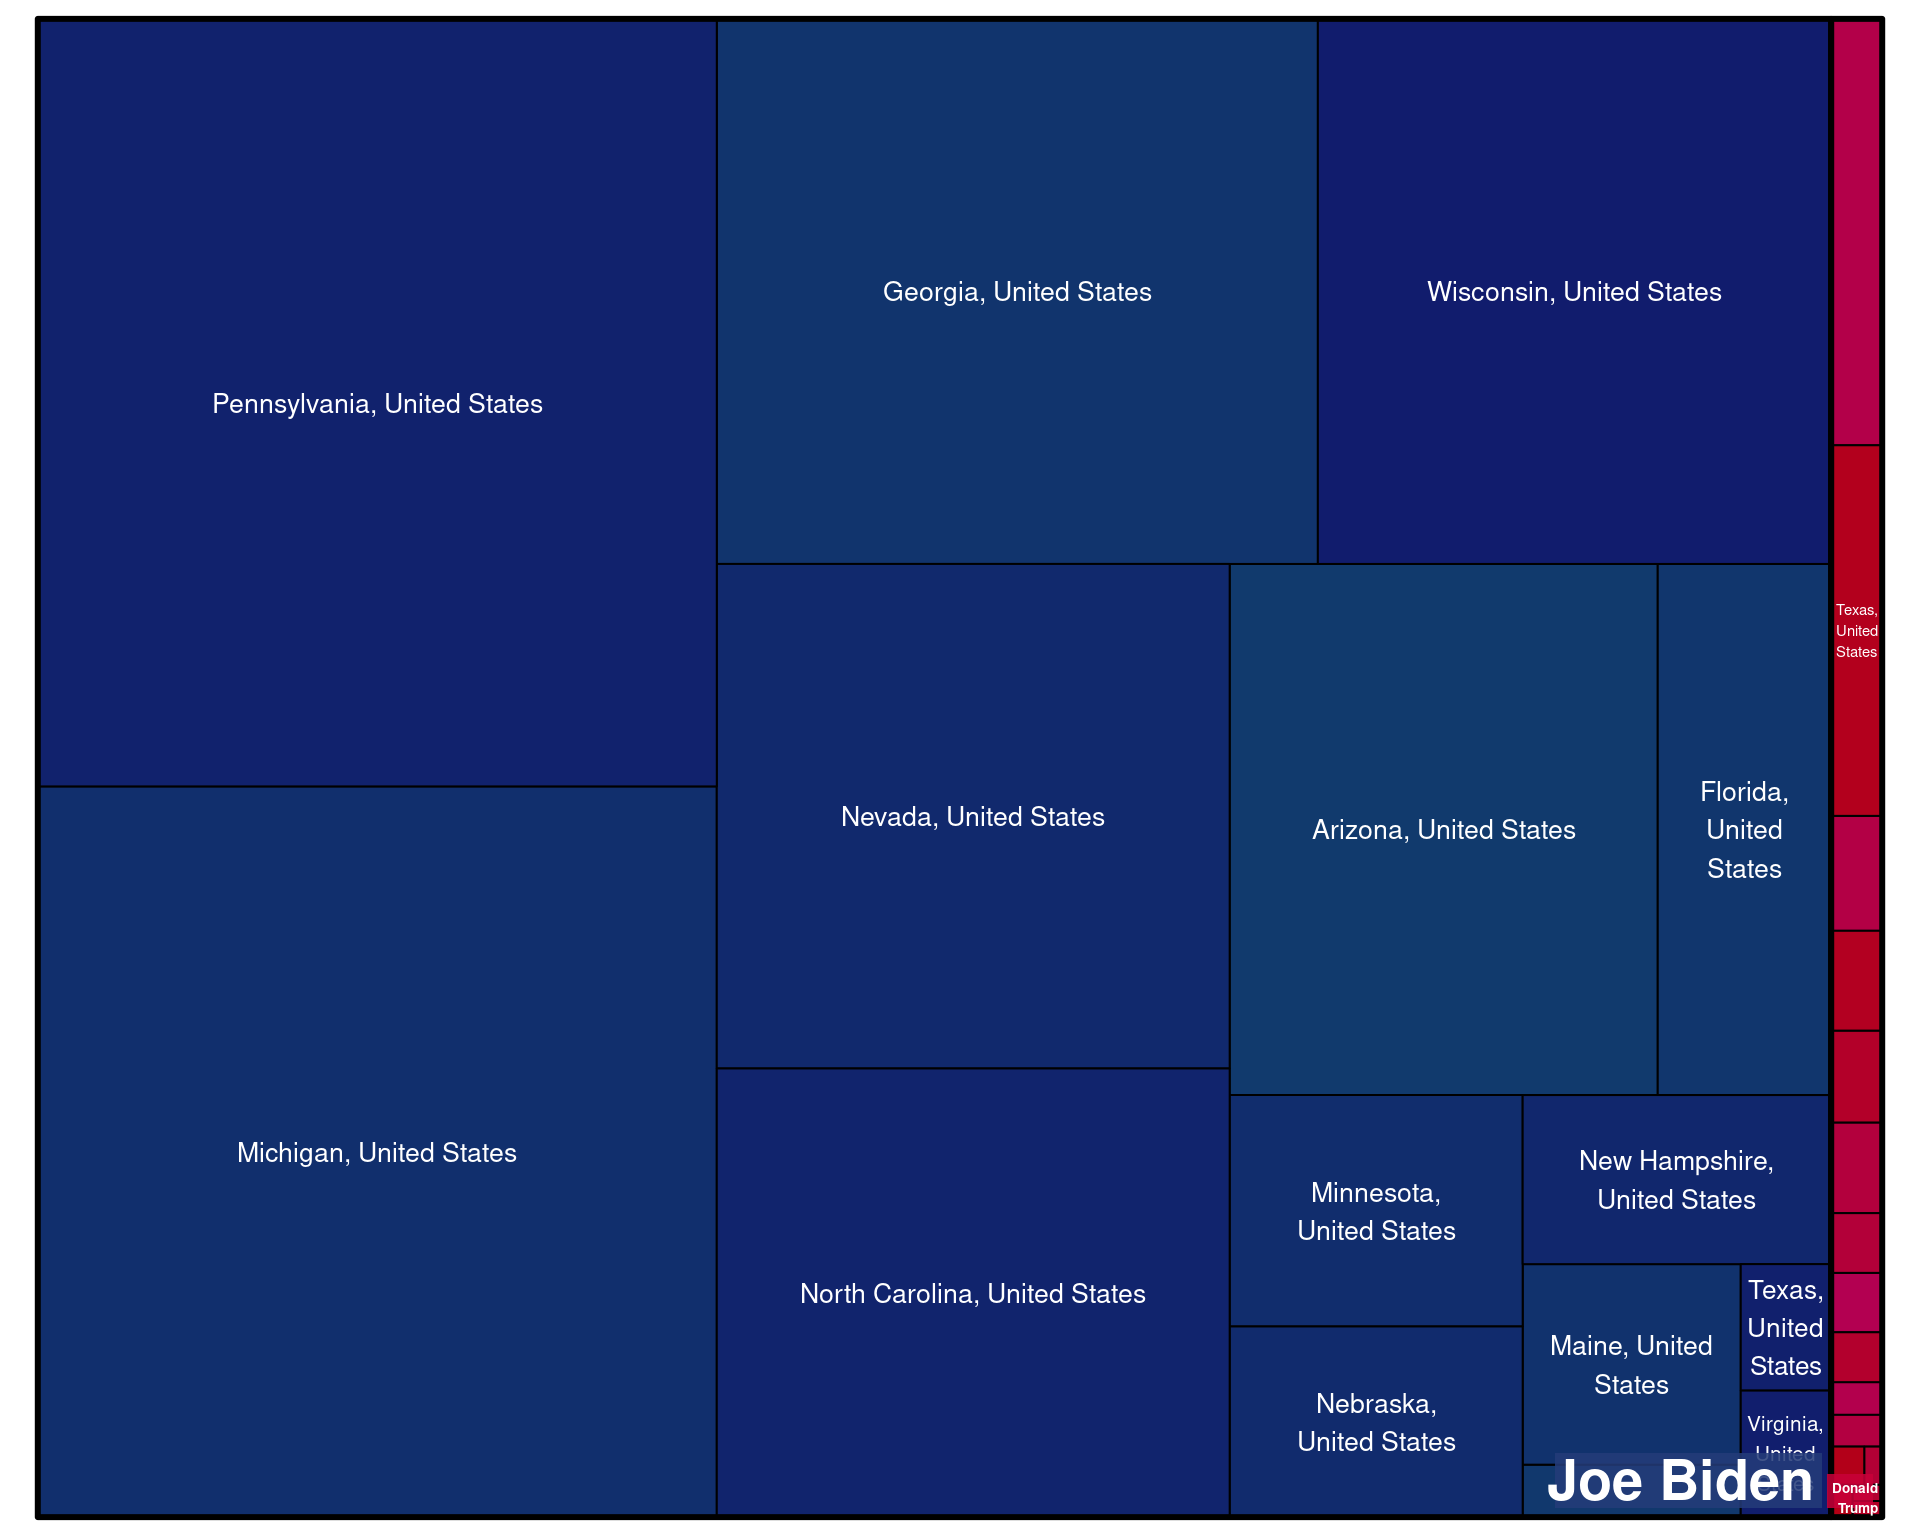 Pennsylvania, United States
Georgia, United States
Wisconsin, United States
Michigan, United States
Nevada, United States
Arizona, United States
Florida,
United
States
North Carolina, United States
Minnesota,
United States
New Hampshire,
United States
Nebraska,
United States
Maine, United
States
Texas,
United
States
Virginia,
United
Joe Biden
Texas,
United
States
Donald
Trump